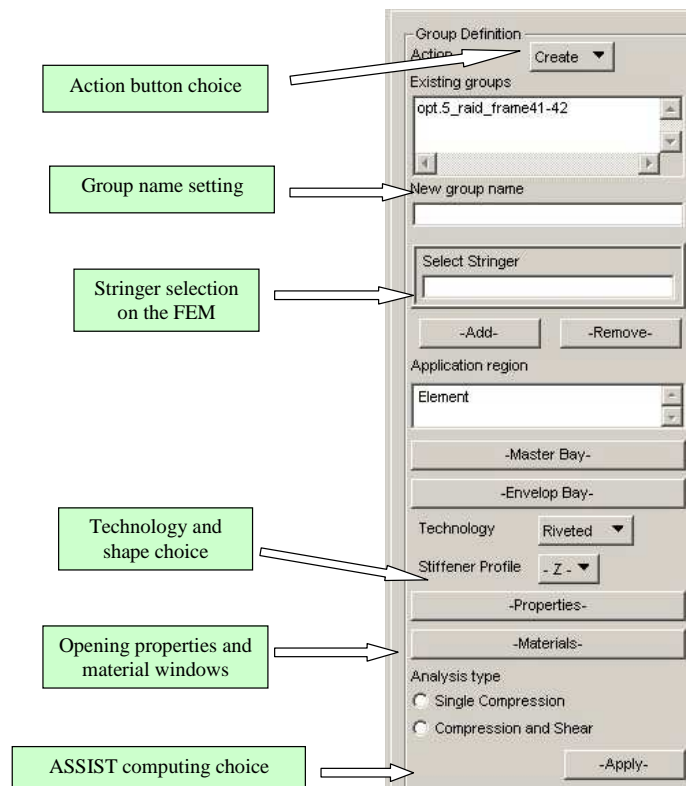 Group Definition
Action
Create
Action button choice
Existing groups
opt.5_raid_frame41-42
Group name setting
New group name
Select Stringer
Stringer selection
on the FEM
-Add-
-Remove-
Application region
Element
-Master Bay-
-Envelop Bay-
Technology and
shape choice
Technology
Riveted
Stiffener Profile
- Z -
-Properties-
Opening properties and
material windows
-Materials-
Analysis type
Single Compression
Compression and Shear
ASSIST computing choice
-Apply-